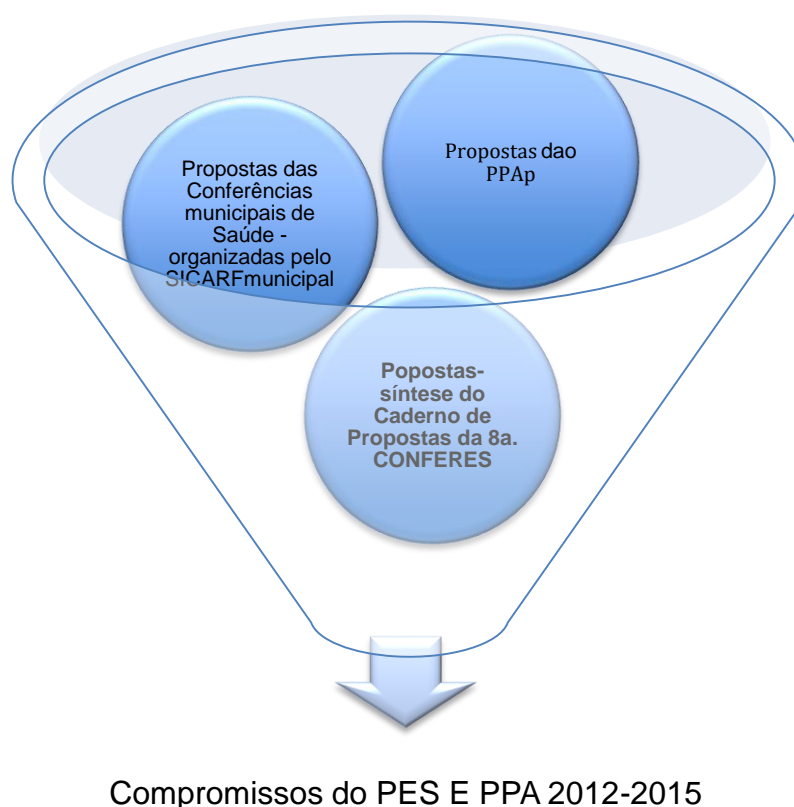 Propostas das
Conferências
municipais de
Saúde -
organizadas pelo
SICARFmunicipal
Propostas dao
PPAp
Popostas-
síntese do
Caderno de
Propostas da 8a.
CONFERES
Compromissos do PES E PPA 2012-2015